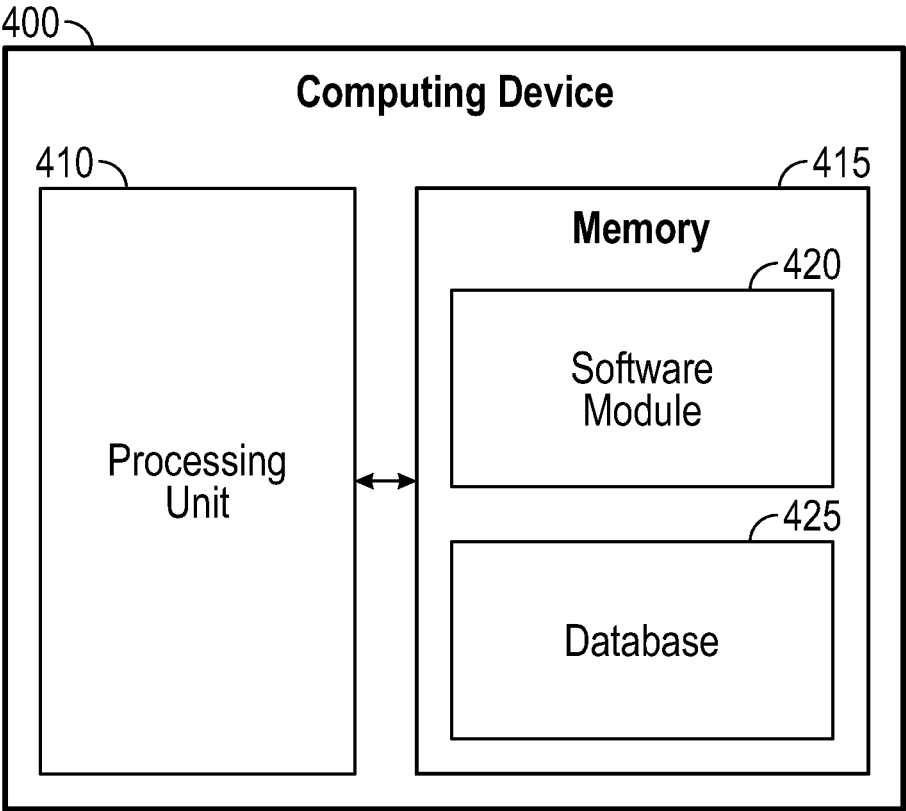 400
Computing Device
410
415
Memory
420
Software
Module
Processing
Unit
425
Database